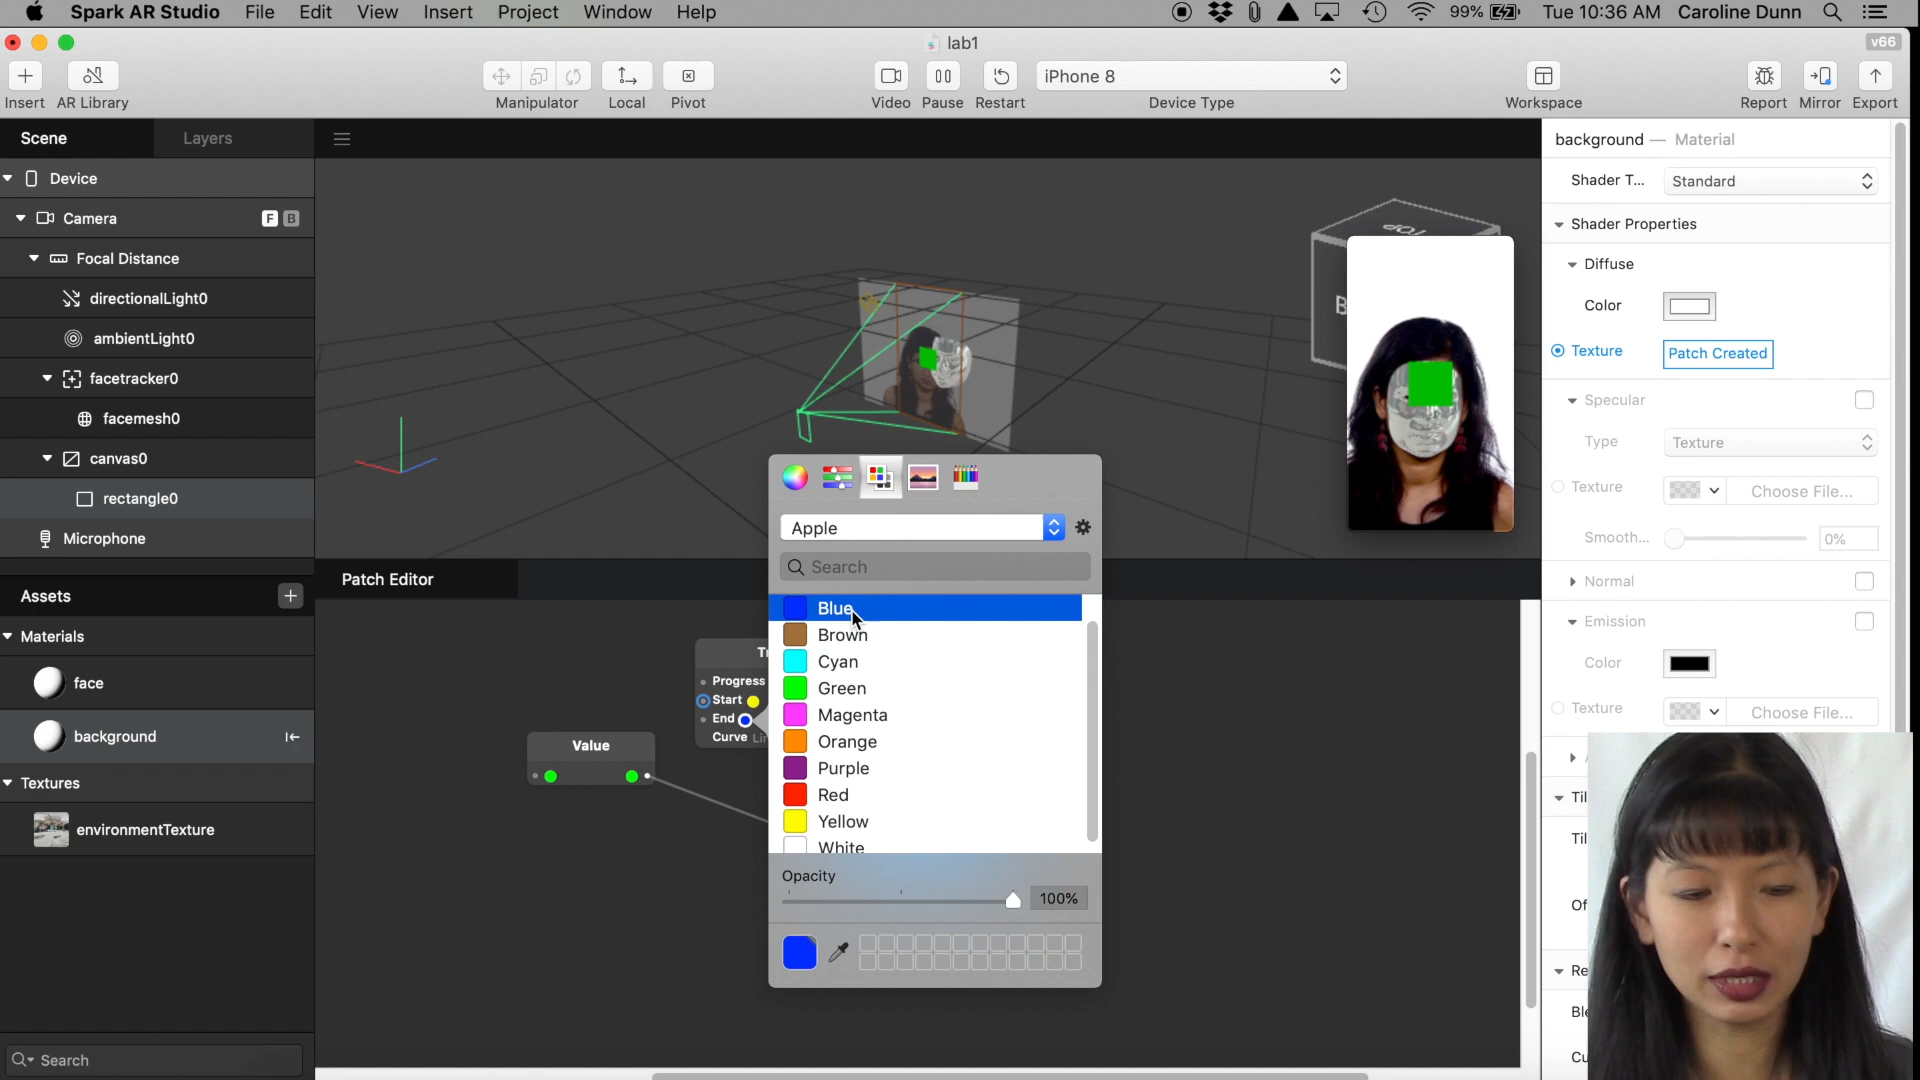 Spark AR Studio File Edit View Insert Project Window Help 99% Tue 10:36 AM Caroline Dunn
lab1 v66
iPhone 8
Insert AR Library Manipulator Local Pivot Video Pause Restart Device Type Workspace Report Mirror Export
Scene Layers
Device
Camera F B
Focal Distance
directionalLight0
ambientLight0
facetracker0
facemesh0
canvas0
rectangle0
Microphone
Assets
Materials
face
background
Textures
environmentTexture
Search
TOP
B
Patch Editor
Value
Progress
Start
End
Curve
Apple
Search
Blue
Brown
Cyan
Green
Magenta
Orange
Purple
Red
Yellow
White
Opacity
100%
background — Material
Shader T... Standard
Shader Properties
Diffuse
Color
Texture Patch Created
Specular
Type Texture
Texture Choose File...
Smooth... 0%
Normal
Emission
Color
Texture Choose File...